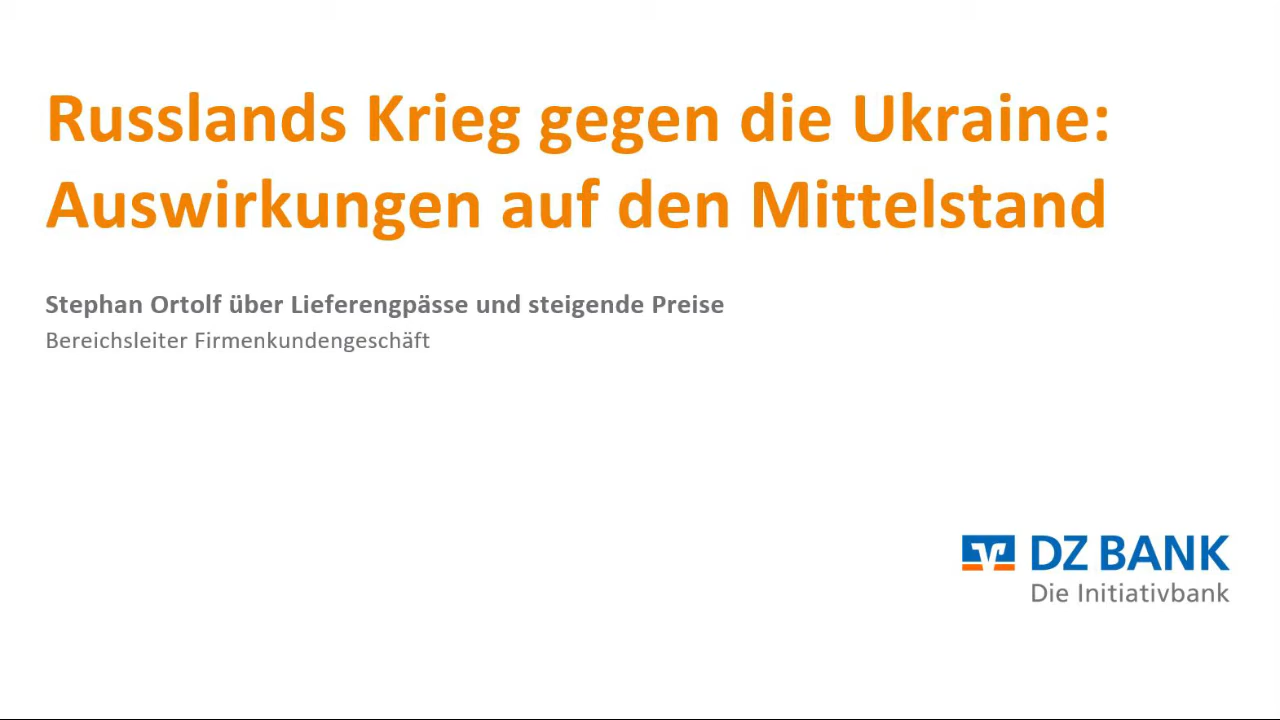 Russlands Krieg gegen die Ukraine:
Auswirkungen auf den Mittelstand
Stephan Ortolf über Lieferengpässe und steigende Preise
Bereichsleiter Firmenkundengeschäft
DZ BANK
Die Initiativbank